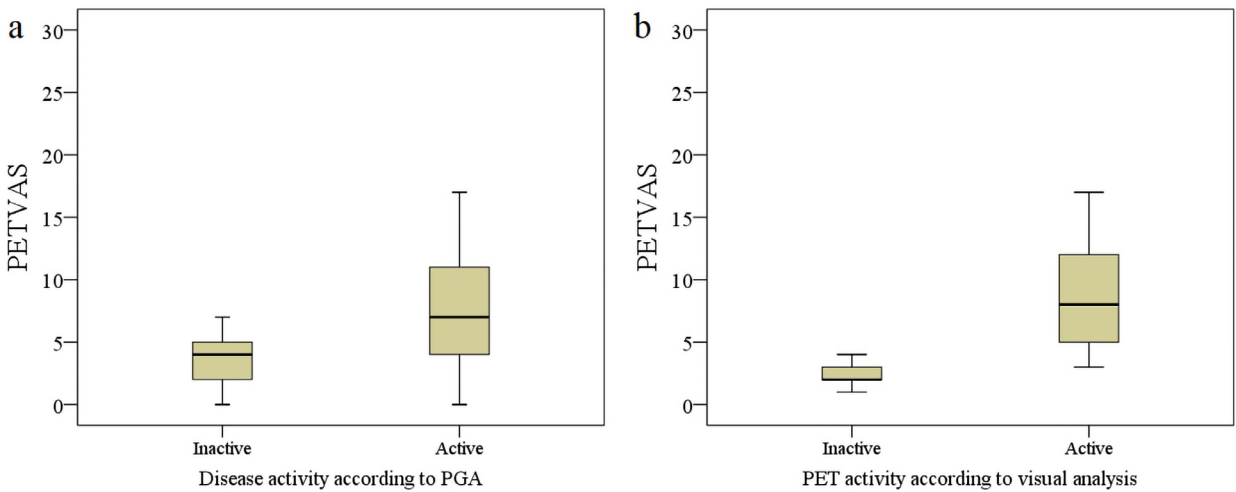 a
PETVAS
30
25
20
15
10
5
0
Inactive Active
Disease activity according to PGA
b
PETVAS
30
25
20
15
10
5
0
Inactive Active
PET activity according to visual analysis